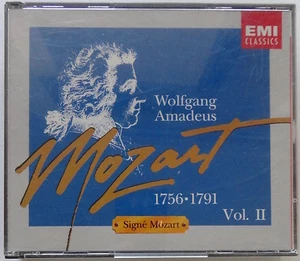 EMI
CLASSICS
Wolfgang
Amadeus
Mozart
1756·1791
Vol. II
Signé Mozart